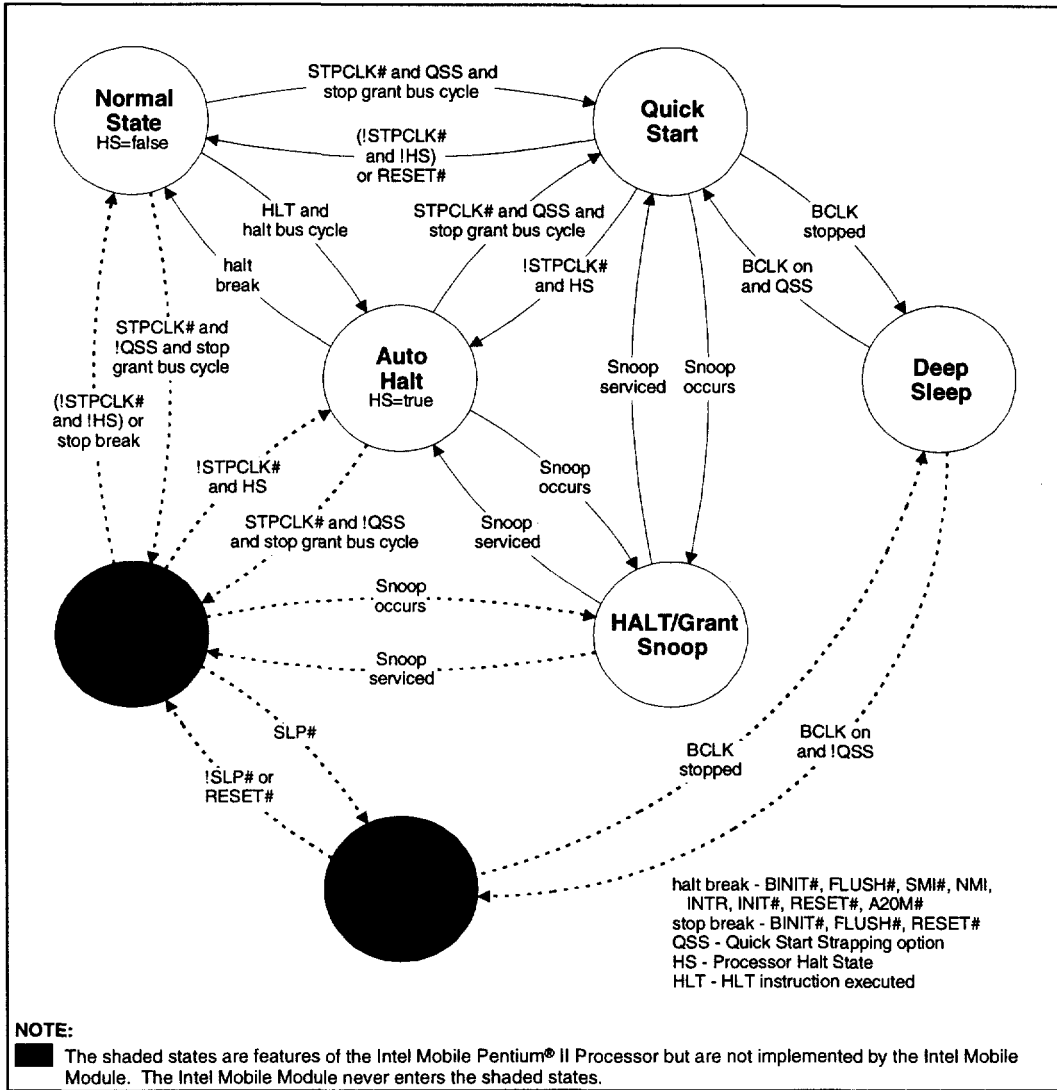 Normal
State
HS=false
STPCLK# and QSS and
stop grant bus cycle
Quick
Start
(!STPCLK#
and !HS)
or RESET#
HLT and
halt bus cycle
STPCLK# and QSS and
stop grant bus cycle
BCLK
stopped
halt
break
!STPCLK#
and HS
BCLK on
and QSS
STPCLK# and
!QSS and stop
grant bus cycle
Auto
Halt
HS=true
Snoop
serviced
Snoop
occurs
Deep
Sleep
(!STPCLK#
and !HS) or
stop break
!STPCLK#
and HS
Snoop
occurs
STPCLK# and !QSS
and stop grant bus cycle
Snoop
serviced
Snoop
occurs
HALT/Grant
Snoop
Snoop
serviced
SLP#
!SLP# or
RESET#
BCLK
stopped
BCLK on
and !QSS
halt break - BINIT#, FLUSH#, SMI#, NMI,
INTR, INIT#, RESET#, A20M#
stop break - BINIT#, FLUSH#, RESET#
QSS - Quick Start Strapping option
HS - Processor Halt State
HLT - HLT instruction executed
NOTE:
The shaded states are features of the Intel Mobile Pentium® II Processor but are not implemented by the Intel Mobile
Module. The Intel Mobile Module never enters the shaded states.